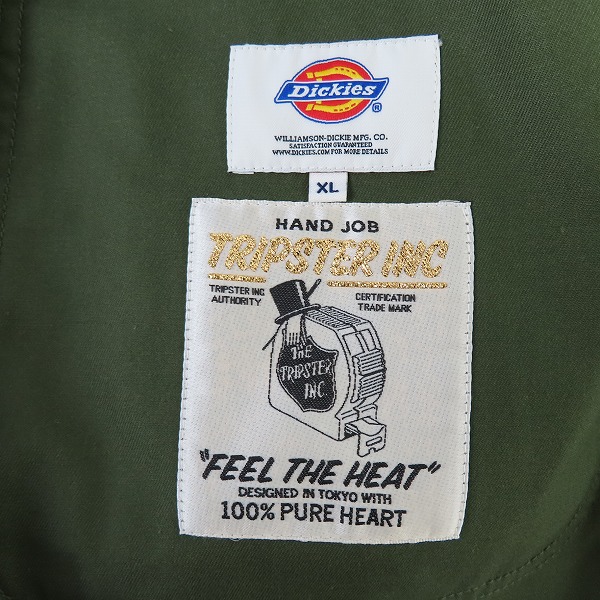 Dickies
®
WILLIAMSON-DICKIE MFG. CO.
SATISFACTION GUARANTEED
WWW.DICKIES.COM FOR MORE DETAILS
XL
HAND JOB
TRIPSTER INC
TRIPSTER INC
AUTHORITY
CERTIFICATION
TRADE MARK
THE
TRIPSTER
INC.
"FEEL THE HEAT"
DESIGNED IN TOKYO WITH
100% PURE HEART